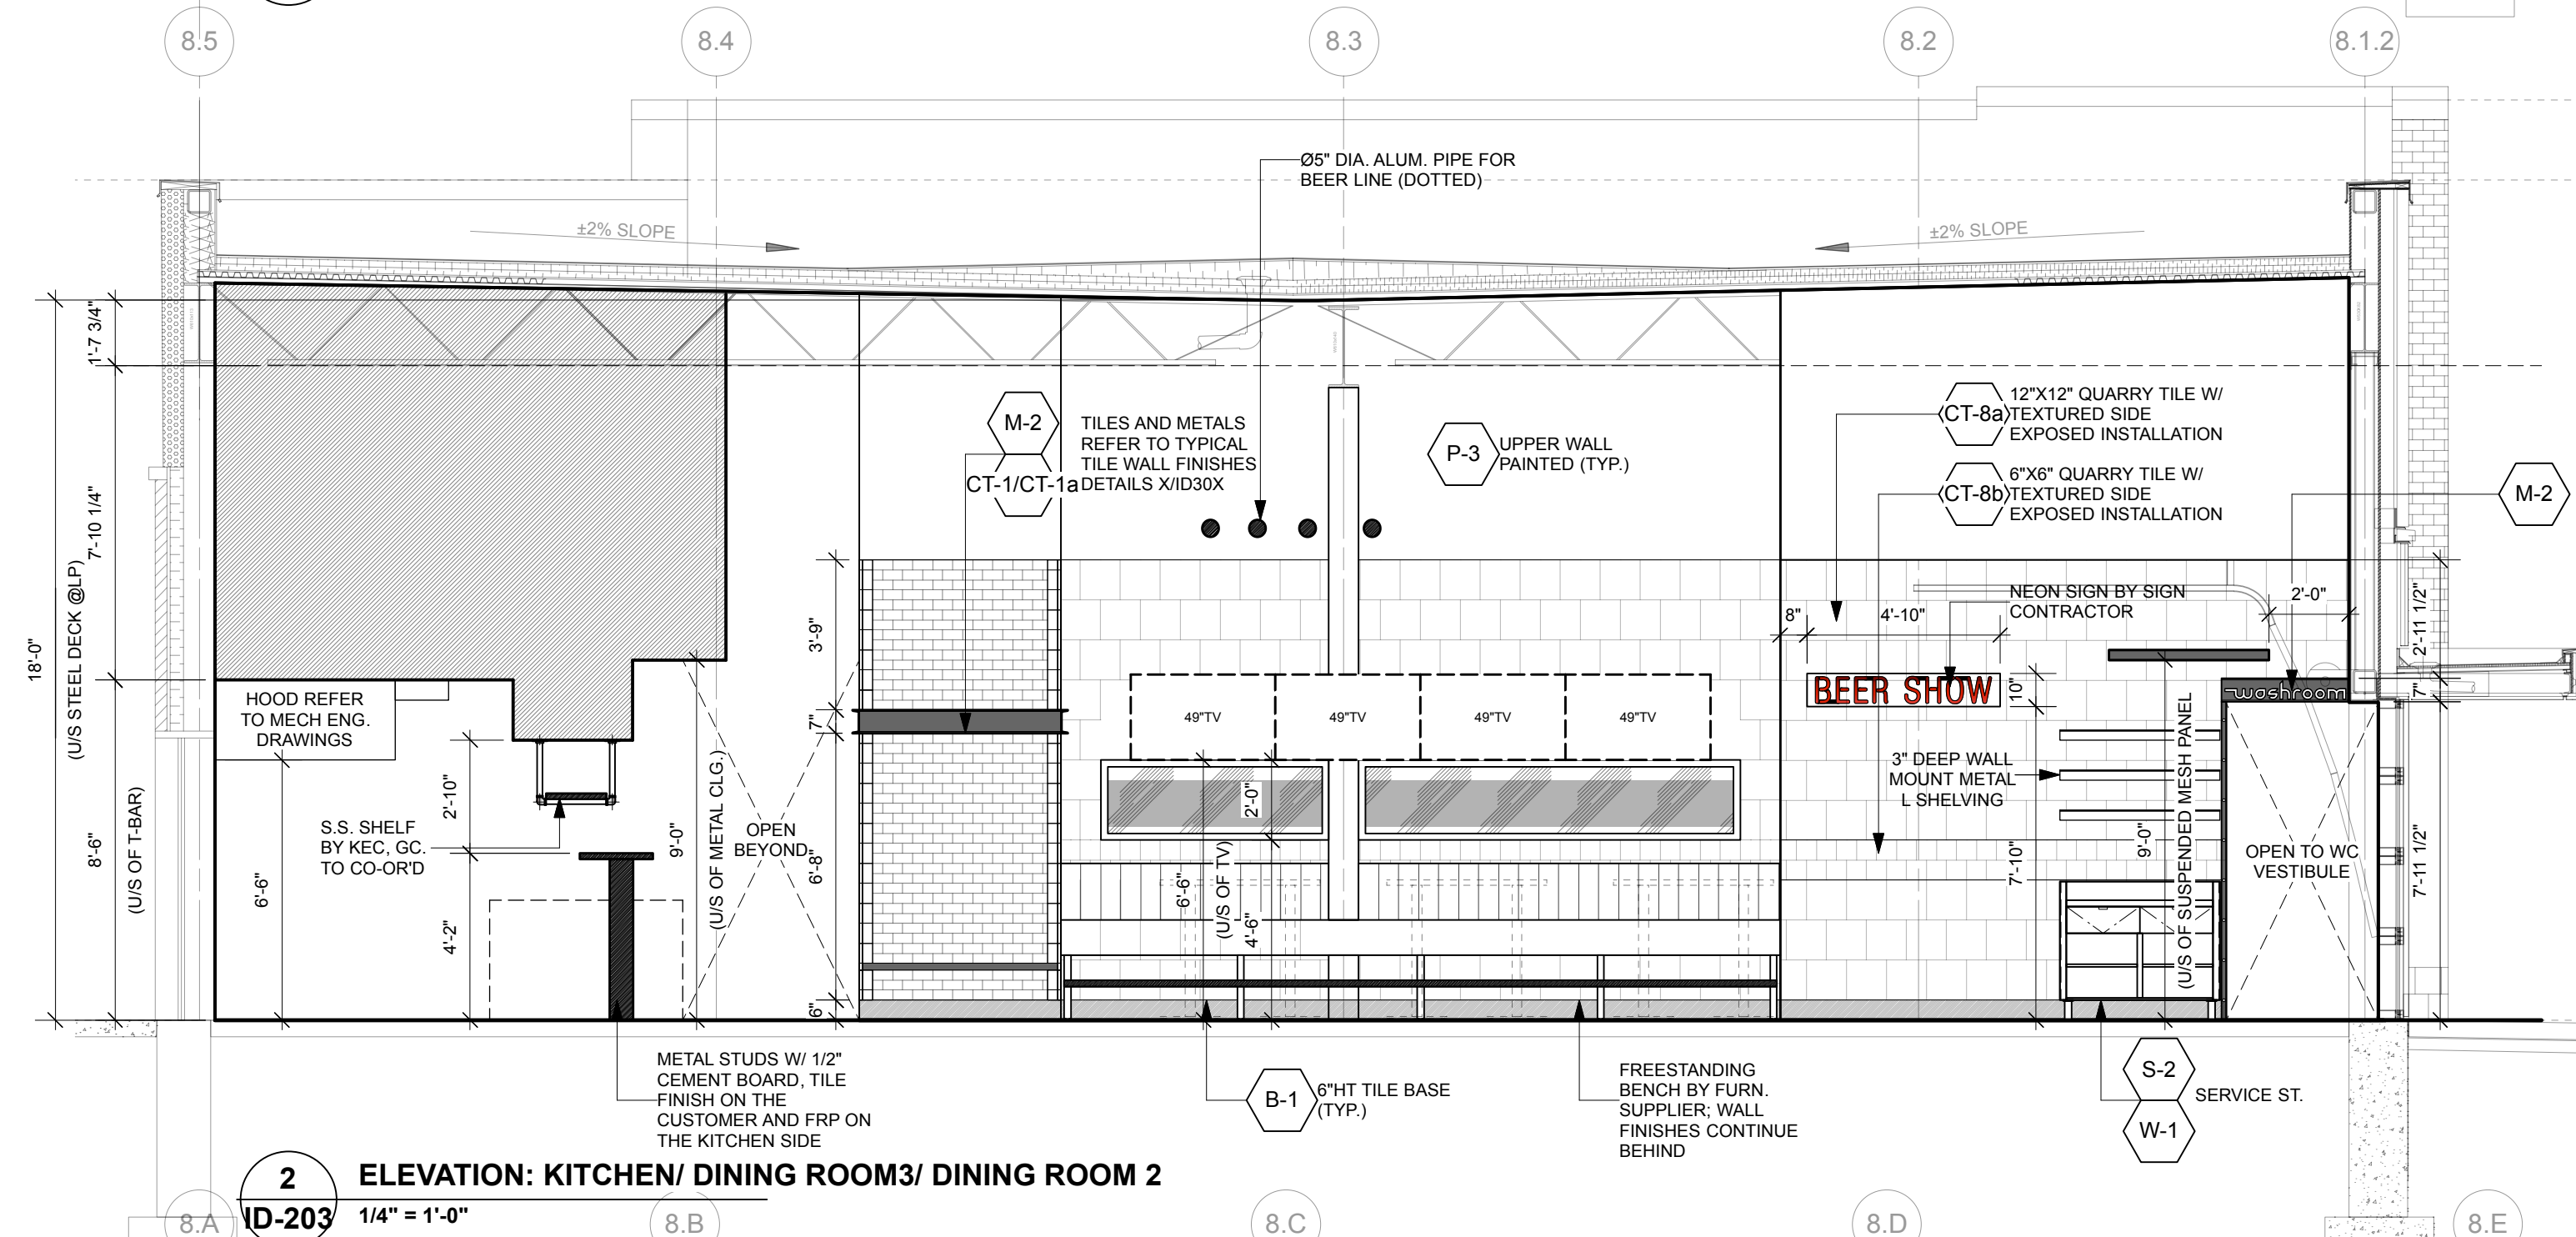 8.5
8.4
8.3
8.2
8.1.2
Ø5" DIA. ALUM. PIPE FOR
BEER LINE (DOTTED)
±2% SLOPE
±2% SLOPE
1'-7 3/4"
7'-10 1/4"
18'-0"
(U/S STEEL DECK @LP)
8'-6"
(U/S OF T-BAR)
M-2
CT-1/CT-1a
TILES AND METALS
REFER TO TYPICAL
TILE WALL FINISHES
DETAILS X/ID30X
P-3
UPPER WALL
PAINTED (TYP.)
CT-8a
12"X12" QUARRY TILE W/
TEXTURED SIDE
EXPOSED INSTALLATION
CT-8b
6"X6" QUARRY TILE W/
TEXTURED SIDE
EXPOSED INSTALLATION
M-2
NEON SIGN BY SIGN
CONTRACTOR
8"
4'-10"
2'-0"
2'-11 1/2"
7"
7'-11 1/2"
BEER SHOW
10"
washroom
HOOD REFER
TO MECH ENG.
DRAWINGS
3'-9"
7"
6'-8"
6"
49"TV
49"TV
49"TV
49"TV
3" DEEP WALL
MOUNT METAL
L SHELVING
S.S. SHELF
BY KEC, GC.
TO CO-OR'D
2'-10"
4'-2"
6'-6"
9'-0"
(U/S OF METAL CLG.)
OPEN
BEYOND
2'-0"
6'-6"
(U/S OF TV)
4'-6"
7'-10"
9'-0"
(U/S OF SUSPENDED MESH PANEL
OPEN TO WC
VESTIBULE
METAL STUDS W/ 1/2"
CEMENT BOARD, TILE
FINISH ON THE
CUSTOMER AND FRP ON
THE KITCHEN SIDE
B-1
6"HT TILE BASE
(TYP.)
FREESTANDING
BENCH BY FURN.
SUPPLIER; WALL
FINISHES CONTINUE
BEHIND
S-2
W-1
SERVICE ST.
2
ID-203
ELEVATION: KITCHEN/ DINING ROOM3/ DINING ROOM 2
1/4" = 1'-0"
8.A
8.B
8.C
8.D
8.E